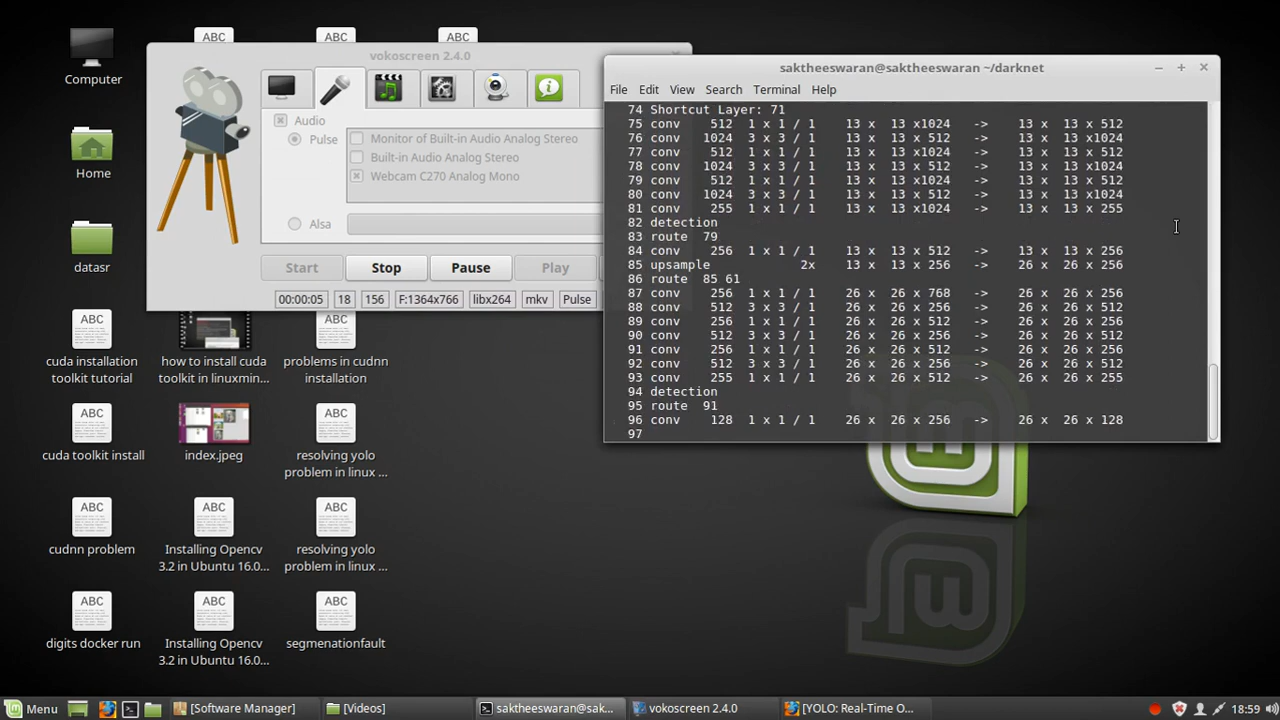 Computer
Home
datasr
ABC
cuda installation
toolkit tutorial
ABC
cuda toolkit install
ABC
cudnn problem
ABC
digits docker run
ABC
how to install cuda
toolkit in linuxmin...
index.jpeg
ABC
Installing Opencv
3.2 in Ubuntu 16.0...
ABC
Installing Opencv
3.2 in Ubuntu 16.0...
ABC
ABC
problems in cudnn
installation
ABC
resolving yolo
problem in linux ...
ABC
resolving yolo
problem in linux ...
ABC
segmenationfault
ABC
vokoscreen 2.4.0
Audio
Pulse
Monitor of Built-in Audio Analog Stereo
Built-in Audio Analog Stereo
Webcam C270 Analog Mono
Alsa
Start Stop Pause Play
00:00:05 18 156 F:1364x766 libx264 mkv Pulse
saktheeswaran@saktheeswaran ~/darknet
File Edit View Search Terminal Help
74 Shortcut Layer: 71
75 conv 512 1 x 1 / 1 13 x 13 x1024 -> 13 x 13 x 512
76 conv 1024 3 x 3 / 1 13 x 13 x 512 -> 13 x 13 x1024
77 conv 512 1 x 1 / 1 13 x 13 x1024 -> 13 x 13 x 512
78 conv 1024 3 x 3 / 1 13 x 13 x 512 -> 13 x 13 x1024
79 conv 512 1 x 1 / 1 13 x 13 x1024 -> 13 x 13 x 512
80 conv 1024 3 x 3 / 1 13 x 13 x 512 -> 13 x 13 x1024
81 conv 255 1 x 1 / 1 13 x 13 x1024 -> 13 x 13 x 255
82 detection
83 route 79
84 conv 256 1 x 1 / 1 13 x 13 x 512 -> 13 x 13 x 256
85 upsample 2x 13 x 13 x 256 -> 26 x 26 x 256
86 route 85 61
87 conv 256 1 x 1 / 1 26 x 26 x 768 -> 26 x 26 x 256
88 conv 512 3 x 3 / 1 26 x 26 x 256 -> 26 x 26 x 512
89 conv 256 1 x 1 / 1 26 x 26 x 512 -> 26 x 26 x 256
90 conv 512 3 x 3 / 1 26 x 26 x 256 -> 26 x 26 x 512
91 conv 256 1 x 1 / 1 26 x 26 x 512 -> 26 x 26 x 256
92 conv 512 3 x 3 / 1 26 x 26 x 256 -> 26 x 26 x 512
93 conv 255 1 x 1 / 1 26 x 26 x 512 -> 26 x 26 x 255
94 detection
95 route 91
96 conv 128 1 x 1 / 1 26 x 26 x 256 -> 26 x 26 x 128
97
Menu
[Software Manager]
[Videos]
saktheeswaran@sak...
vokoscreen 2.4.0
[YOLO: Real-Time O...
18:59